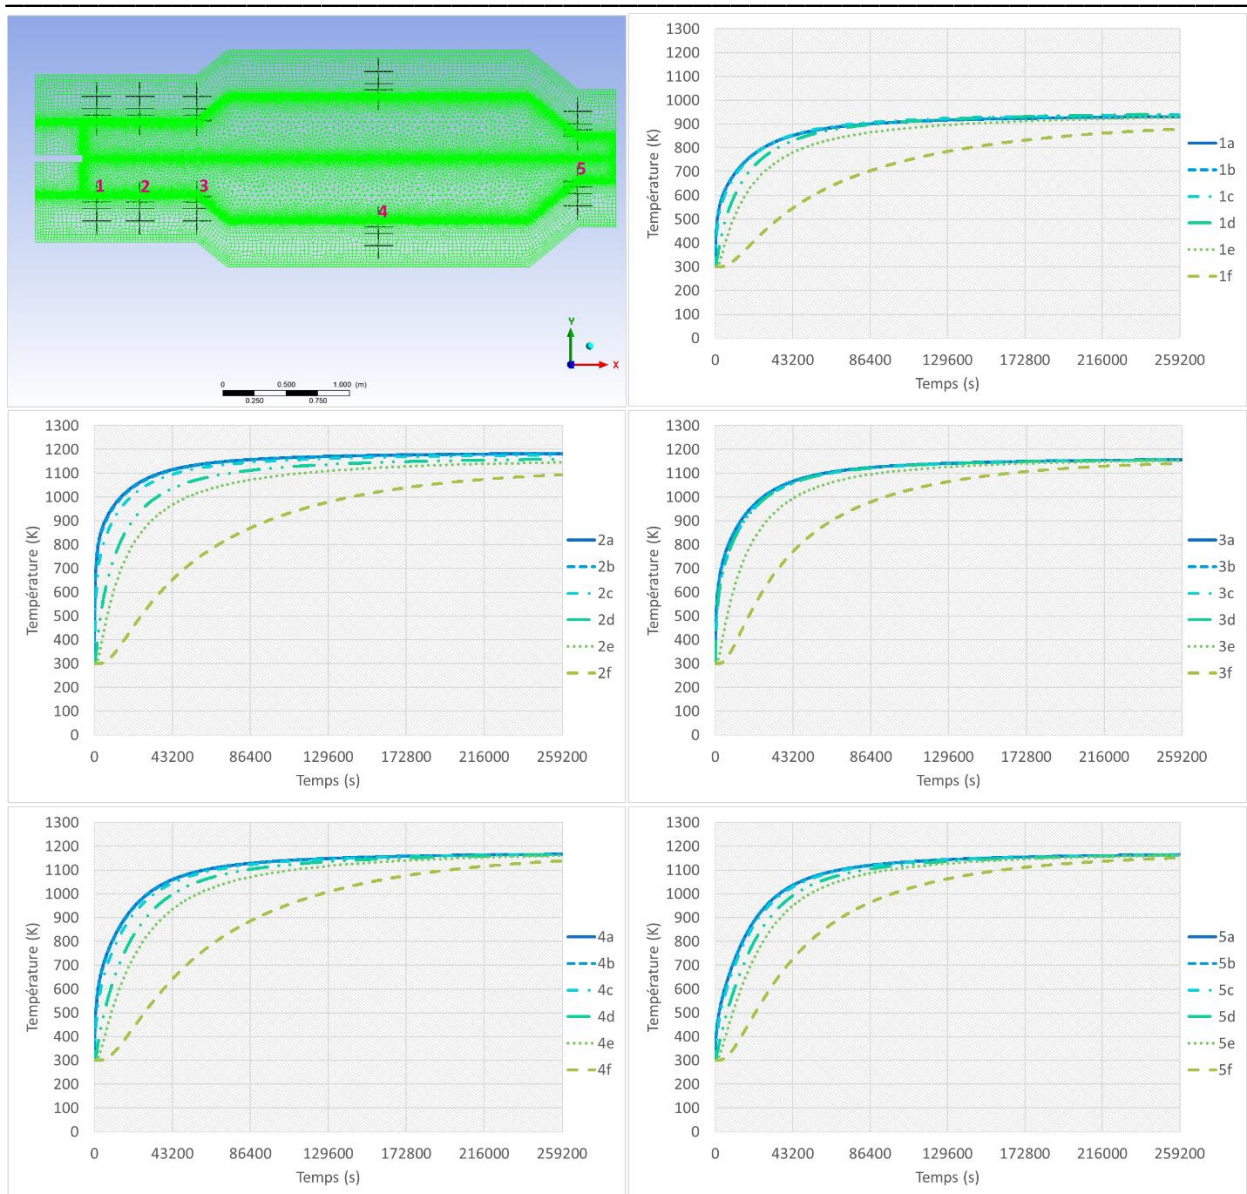 1
2
3
4
5
Y
X
0 0.500 1.000 (m)
0.250 0.750
1300
1200
1100
1000
900
800
700
600
500
400
300
200
100
0
Température (K)
0 43200 86400 129600 172800 216000 259200
Temps (s)
1a
1b
1c
1d
1e
1f
1300
1200
1100
1000
900
800
700
600
500
400
300
200
100
0
Température (K)
0 43200 86400 129600 172800 216000 259200
Temps (s)
2a
2b
2c
2d
2e
2f
1300
1200
1100
1000
900
800
700
600
500
400
300
200
100
0
Température (K)
0 43200 86400 129600 172800 216000 259200
Temps (s)
3a
3b
3c
3d
3e
3f
1300
1200
1100
1000
900
800
700
600
500
400
300
200
100
0
Température (K)
0 43200 86400 129600 172800 216000 259200
Temps (s)
4a
4b
4c
4d
4e
4f
1300
1200
1100
1000
900
800
700
600
500
400
300
200
100
0
Température (K)
0 43200 86400 129600 172800 216000 259200
Temps (s)
5a
5b
5c
5d
5e
5f